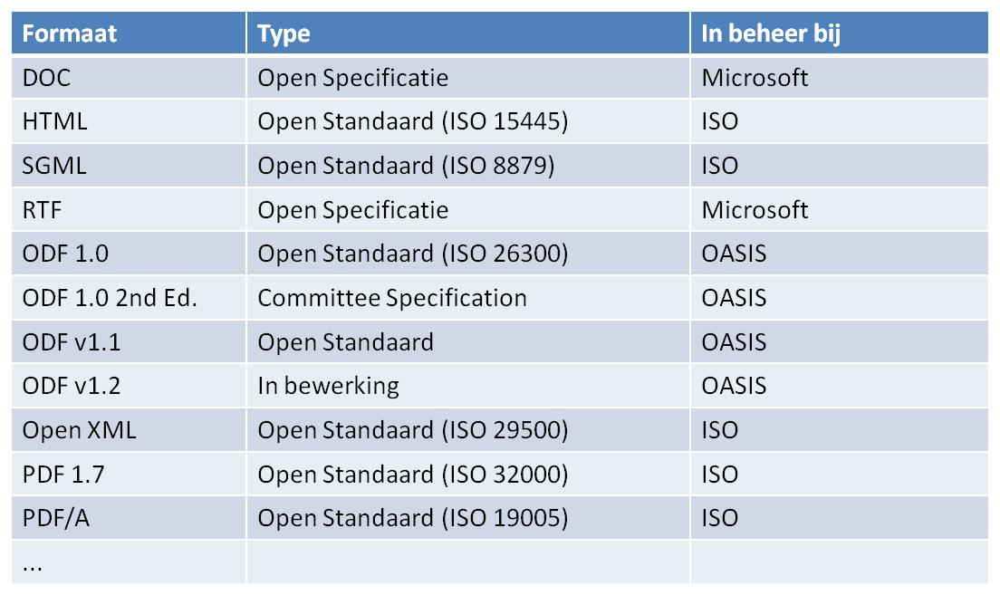 Formaat Type In beheer bij
DOC Open Specificatie Microsoft
HTML Open Standaard (ISO 15445) ISO
SGML Open Standaard (ISO 8879) ISO
RTF Open Specificatie Microsoft
ODF 1.0 Open Standaard (ISO 26300) OASIS
ODF 1.0 2nd Ed. Committee Specification OASIS
ODF v1.1 Open Standaard OASIS
ODF v1.2 In bewerking OASIS
Open XML Open Standaard (ISO 29500) ISO
PDF 1.7 Open Standaard (ISO 32000) ISO
PDF/A Open Standaard (ISO 19005) ISO
...